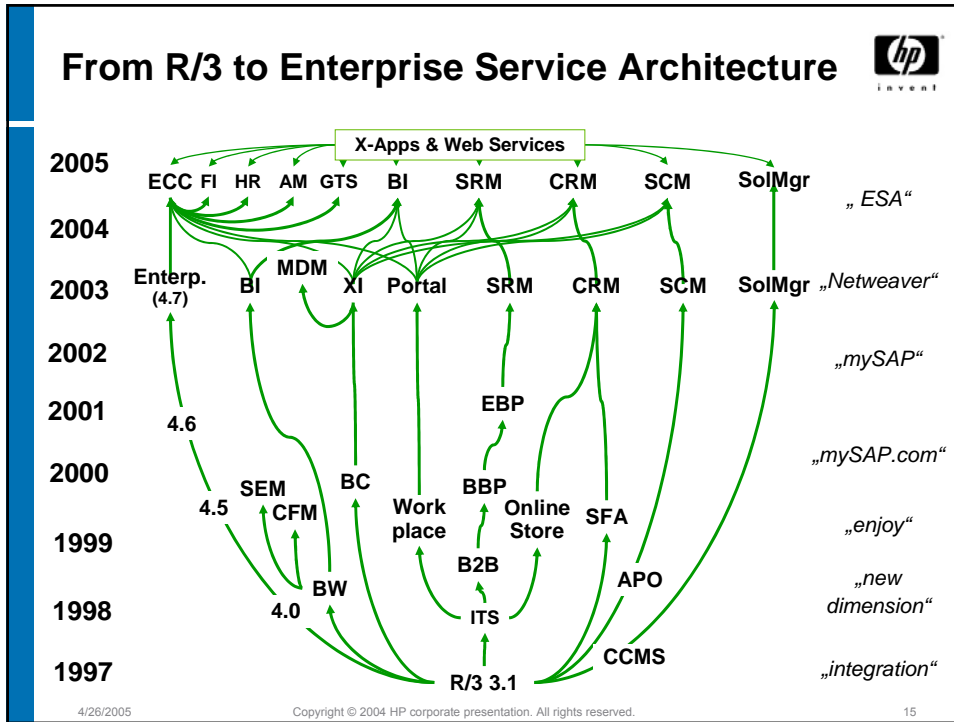 From R/3 to Enterprise Service Architecture
hp
invent
X-Apps & Web Services
2005
ECC FI HR AM GTS BI SRM CRM SCM SolMgr
„ ESA“
2004
MDM
Enterp.
(4.7)
2003
BI XI Portal SRM CRM SCM SolMgr
„Netweaver“
2002
„mySAP“
2001
EBP
4.6
„mySAP.com“
2000
SEM
BC
BBP
4.5
CFM
Work
place
Online
Store
SFA
„enjoy“
1999
B2B
BW
APO
„new
dimension“
1998
4.0
ITS
CCMS
1997
R/3 3.1
„integration“
4/26/2005
Copyright © 2004 HP corporate presentation. All rights reserved.
15